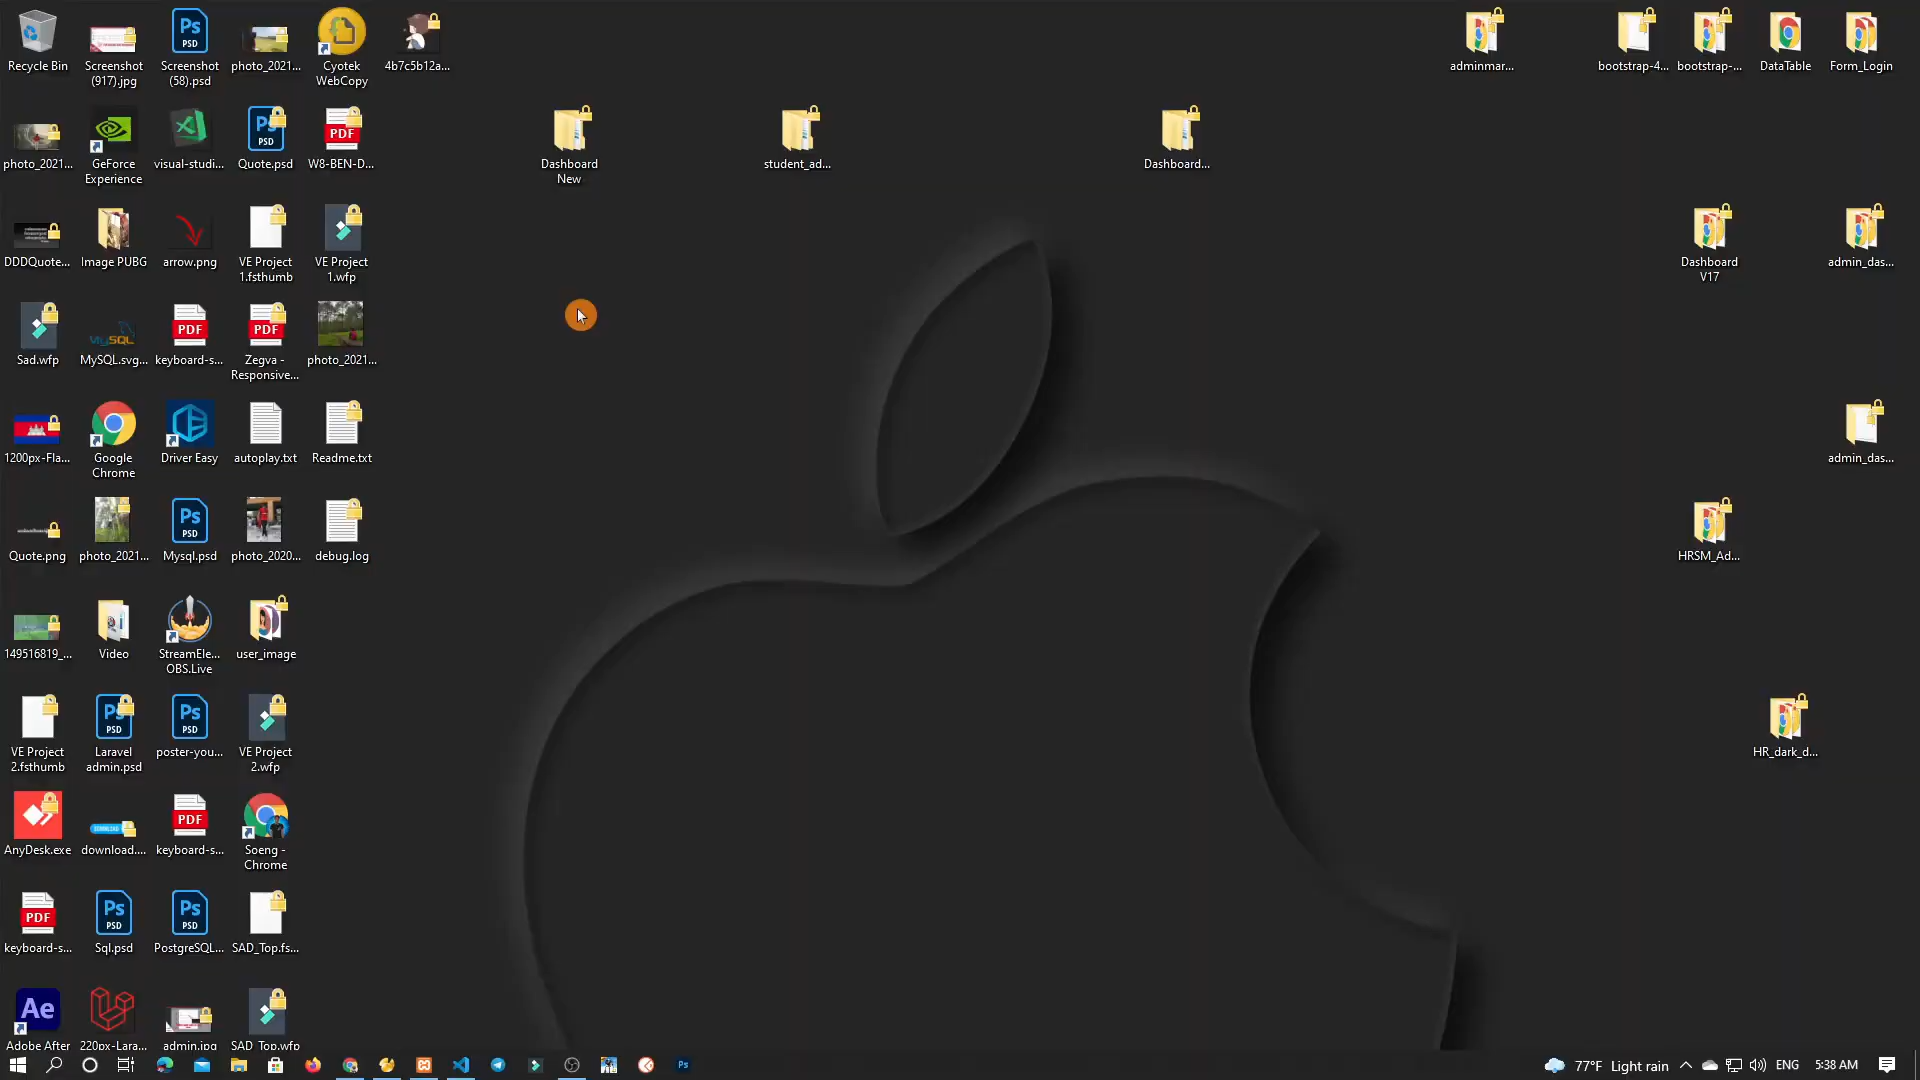 Recycle Bin
Screenshot
(917).jpg
Screenshot
(58).psd
photo_2021...
Cyotek
WebCopy
4b7c5b12a...
adminmar...
bootstrap-4...
bootstrap-...
DataTable
Form_Login
photo_2021...
GeForce
Experience
visual-studi...
Quote.psd
W8-BEN-D...
Dashboard
New
student_ad...
Dashboard...
DDDQuote...
Image PUBG
arrow.png
VE Project
1.fsthumb
VE Project
1.wfp
Dashboard
V17
admin_das...
Sad.wfp
MySQL.svg...
keyboard-s...
Zegva -
Responsive...
photo_2021...
1200px-Fla...
Google
Chrome
Driver Easy
autoplay.txt
Readme.txt
admin_das...
Quote.png
photo_2021...
Mysql.psd
photo_2020...
debug.log
HRSM_Ad...
149516819_...
Video
StreamEle...
OBS.Live
user_image
VE Project
2.fsthumb
Laravel
admin.psd
poster-you...
VE Project
2.wfp
HR_dark_d...
AnyDesk.exe
download....
keyboard-s...
Soeng -
Chrome
keyboard-s...
Sql.psd
PostgreSQL...
SAD_Top.fs...
Adobe After
220px-Lara...
admin.jpg
SAD_Top.wfp
77°F Light rain
ENG
5:38 AM